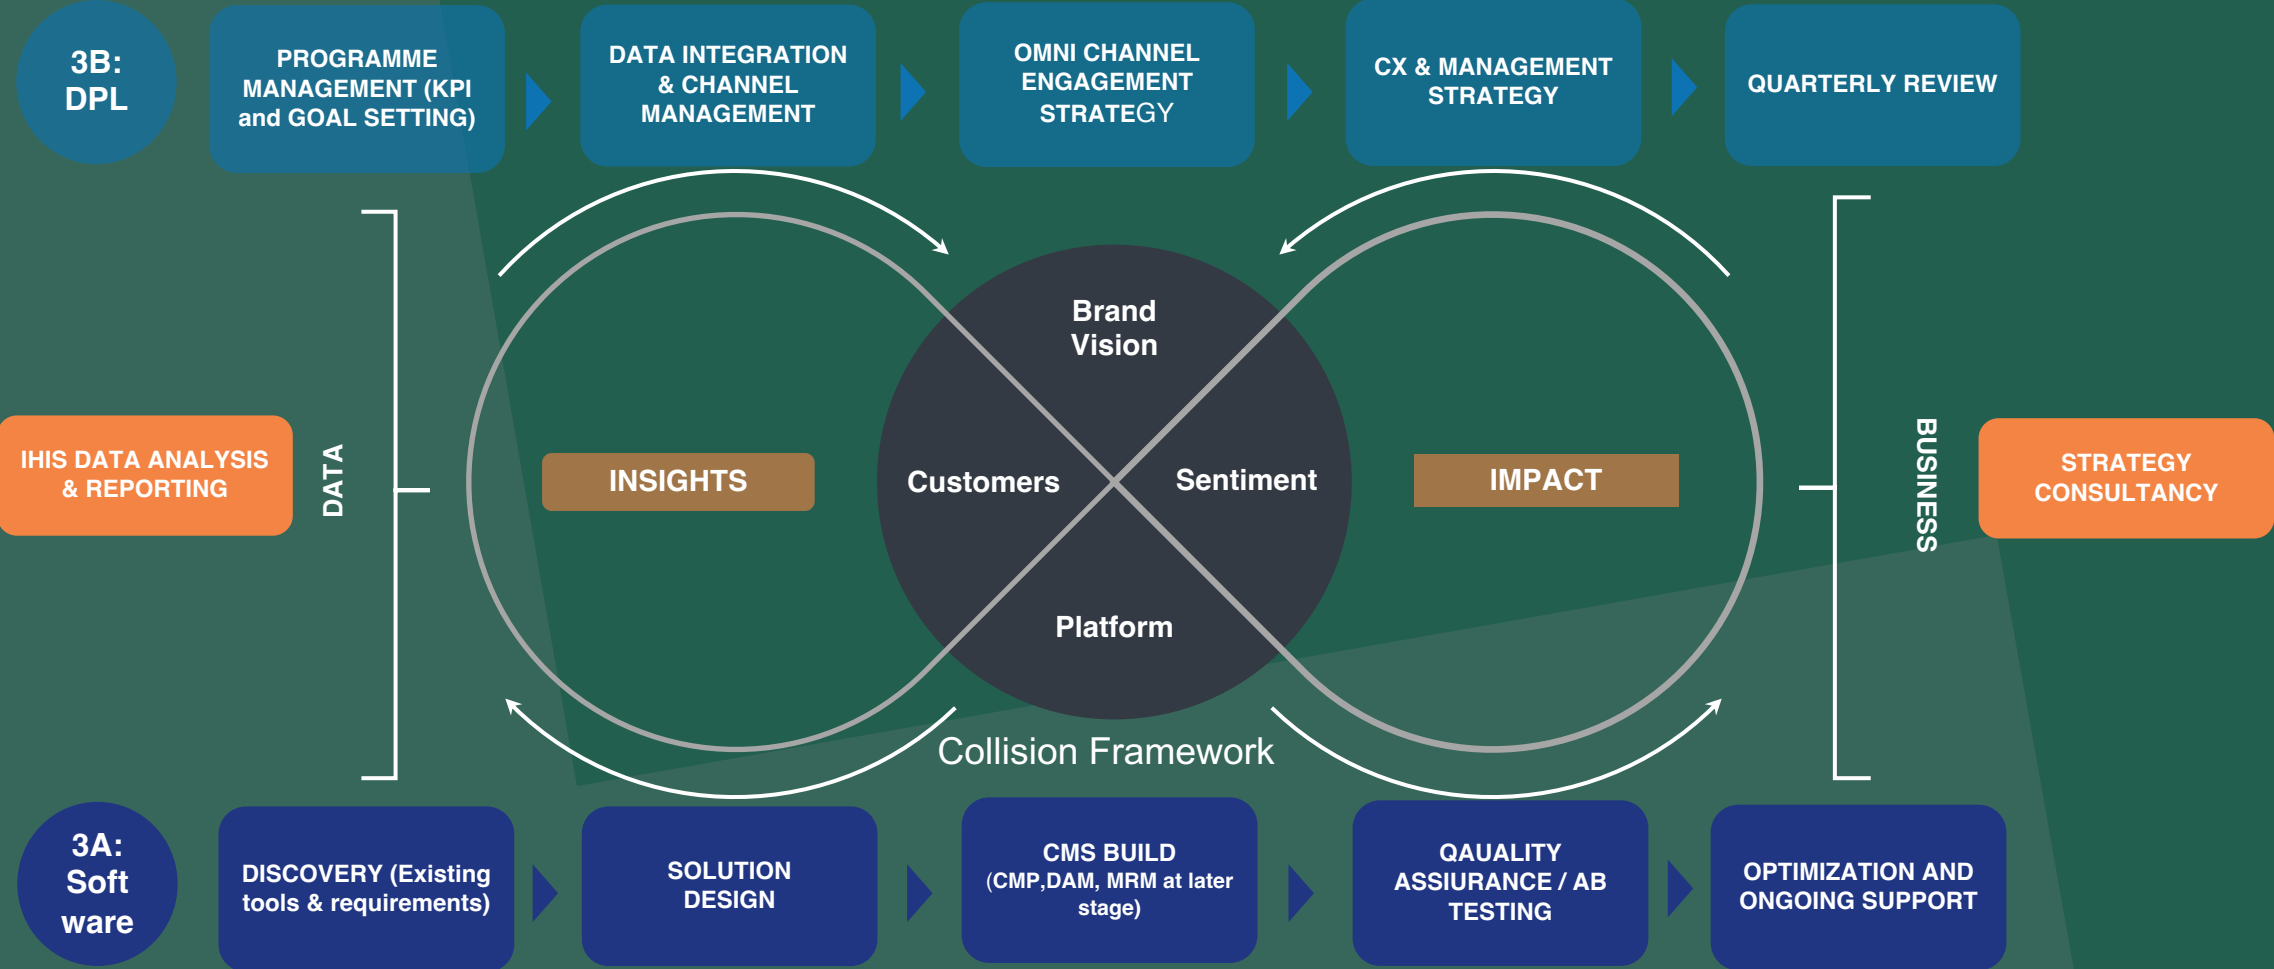 3B:
DPL
PROGRAMME
MANAGEMENT (KPI
and GOAL SETTING)
DATA INTEGRATION
& CHANNEL
MANAGEMENT
OMNI CHANNEL
ENGAGEMENT
STRATEGY
CX & MANAGEMENT
STRATEGY
QUARTERLY REVIEW
IHIS DATA ANALYSIS
& REPORTING
DATA
INSIGHTS
Brand
Vision
Customers
Sentiment
Platform
IMPACT
BUSINESS
STRATEGY
CONSULTANCY
Collision Framework
3A:
Soft
ware
DISCOVERY (Existing
tools & requirements)
SOLUTION
DESIGN
CMS BUILD
(CMP,DAM, MRM at later
stage)
QAUALITY
ASSIURANCE / AB
TESTING
OPTIMIZATION AND
ONGOING SUPPORT